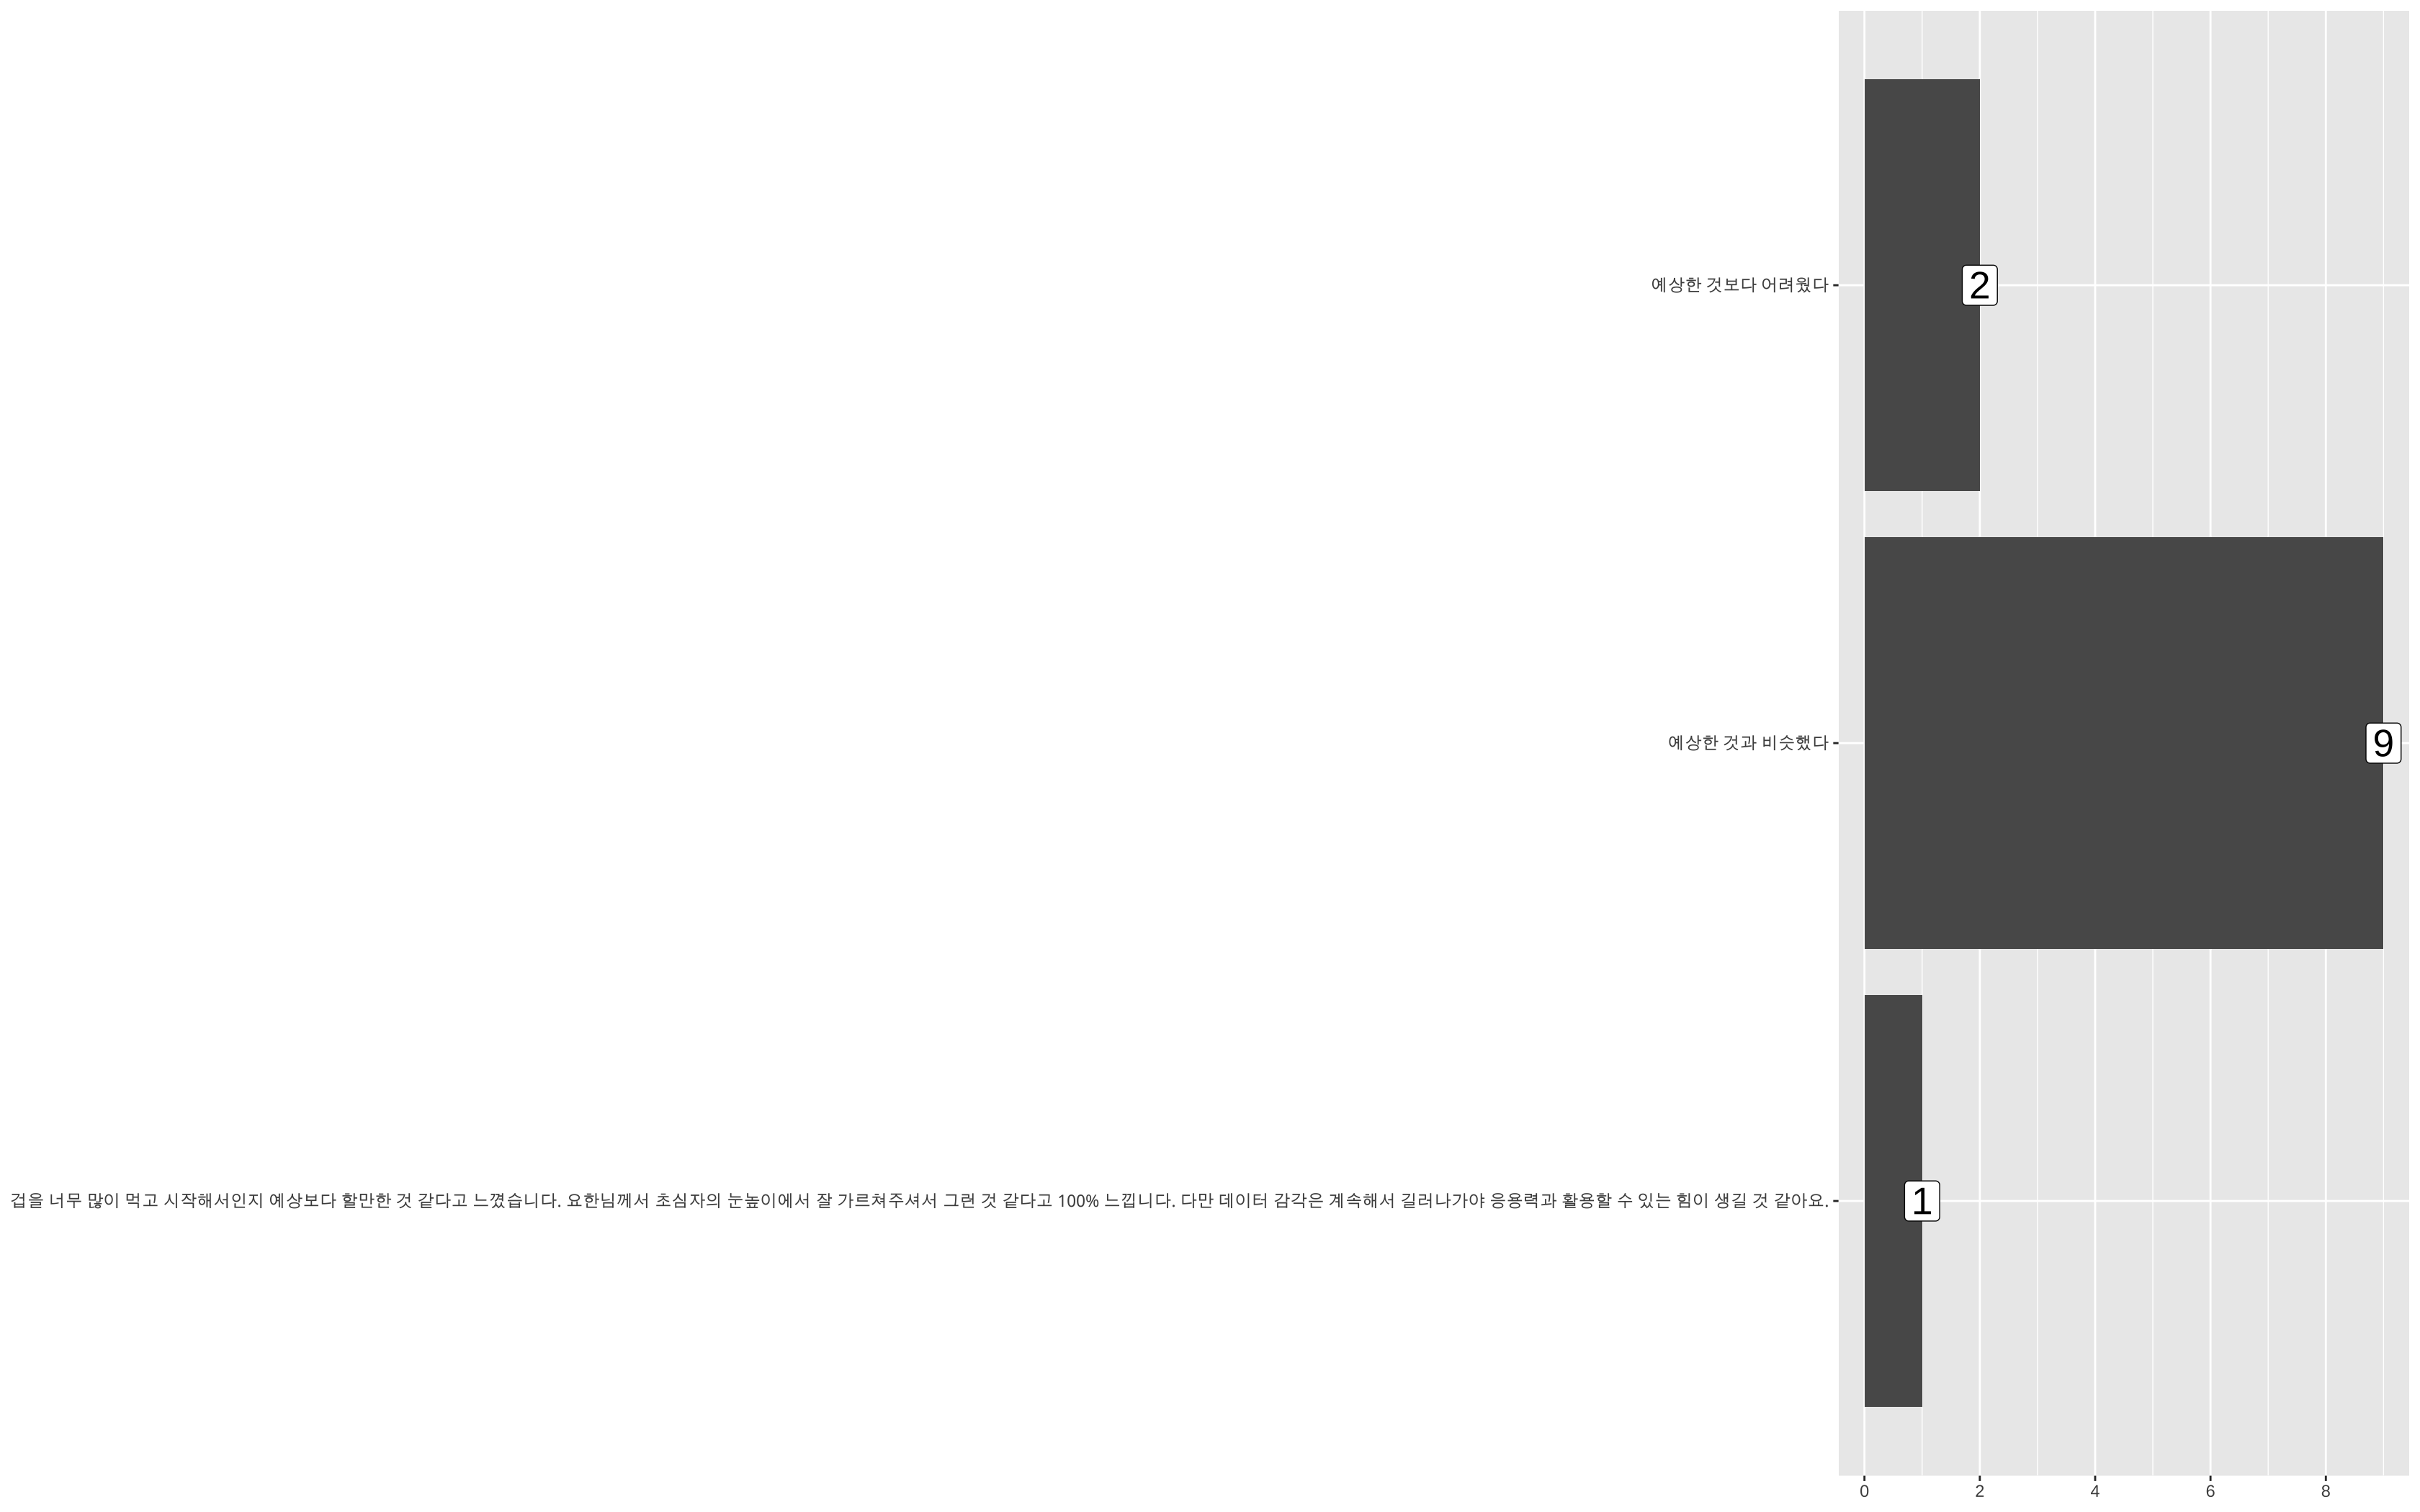 예상한 것보다 어려웠다
2
예상한 것과 비슷했다
9
겁을 너무 많이 먹고 시작해서인지 예상보다 할만한 것 같다고 느꼈습니다. 요한님께서 초심자의 눈높이에서 잘 가르쳐주셔서 그런 것 같다고 100% 느낍니다. 다만 데이터 감각은 계속해서 길러나가야 응용력과 활용할 수 있는 힘이 생길 것 같아요.
1
0 2 4 6 8